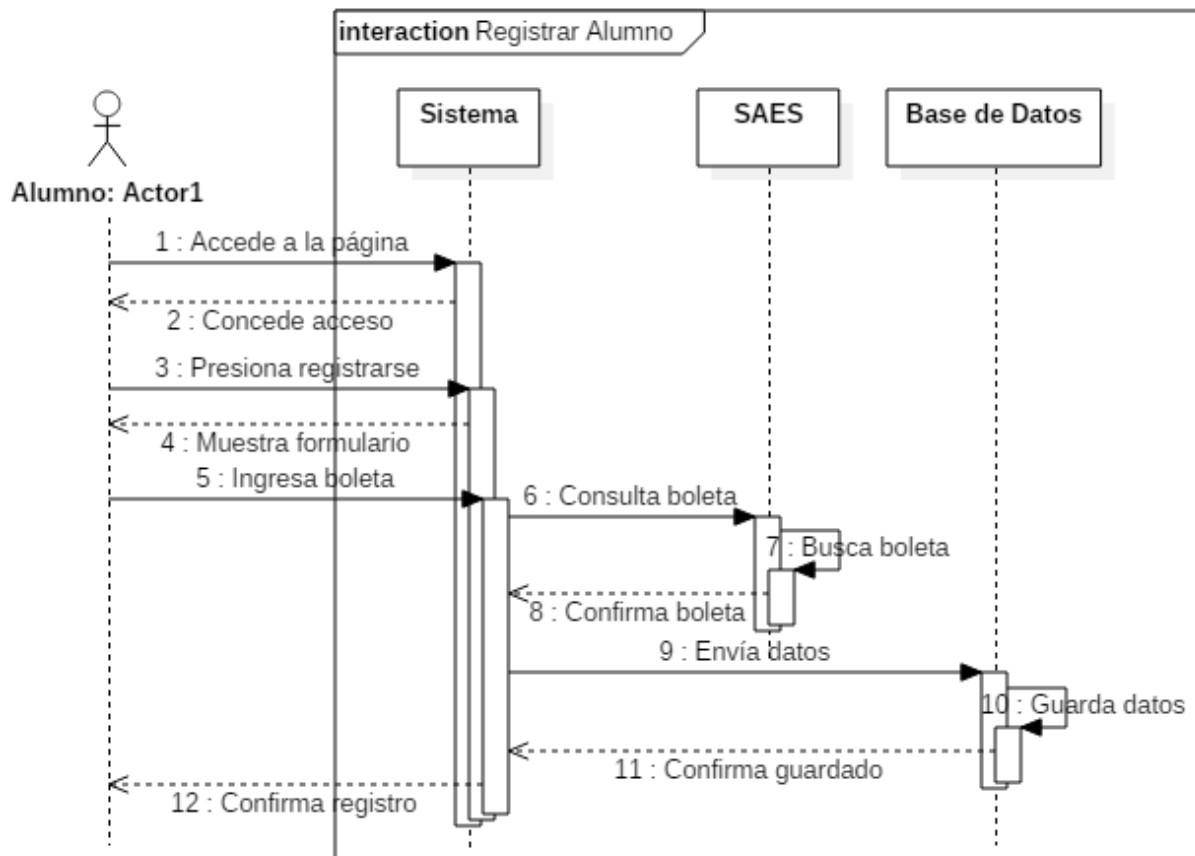 interaction Registrar Alumno
Sistema
SAES
Base de Datos
Alumno: Actor1
1 : Accede a la página
2 : Concede acceso
3 : Presiona registrarse
4 : Muestra formulario
5 : Ingresa boleta
6 : Consulta boleta
7 : Busca boleta
8 : Confirma boleta
9 : Envía datos
10 : Guarda datos
11 : Confirma guardado
12 : Confirma registro